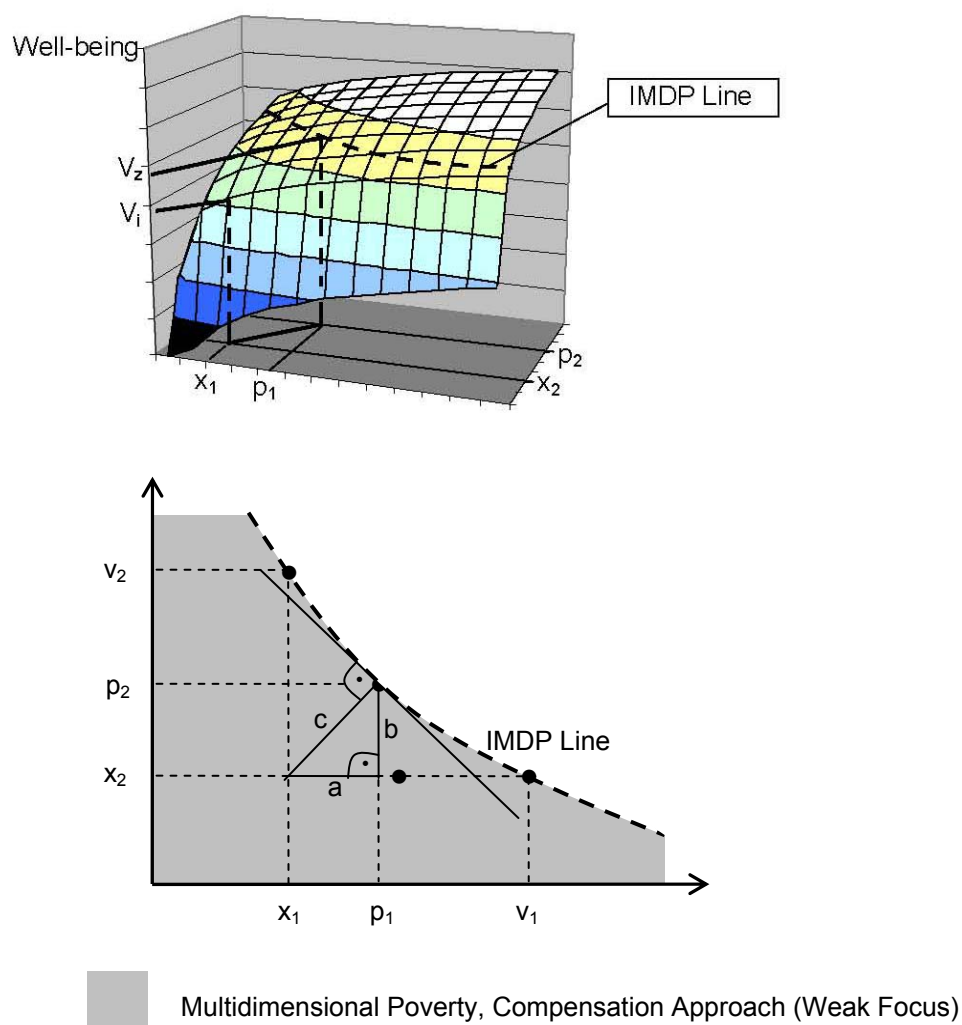 Well-being
IMDP Line
Vz
Vi
x1
p1
p2
x2
v2
p2
c
b
IMDP Line
x2
a
x1
p1
v1
Multidimensional Poverty, Compensation Approach (Weak Focus)